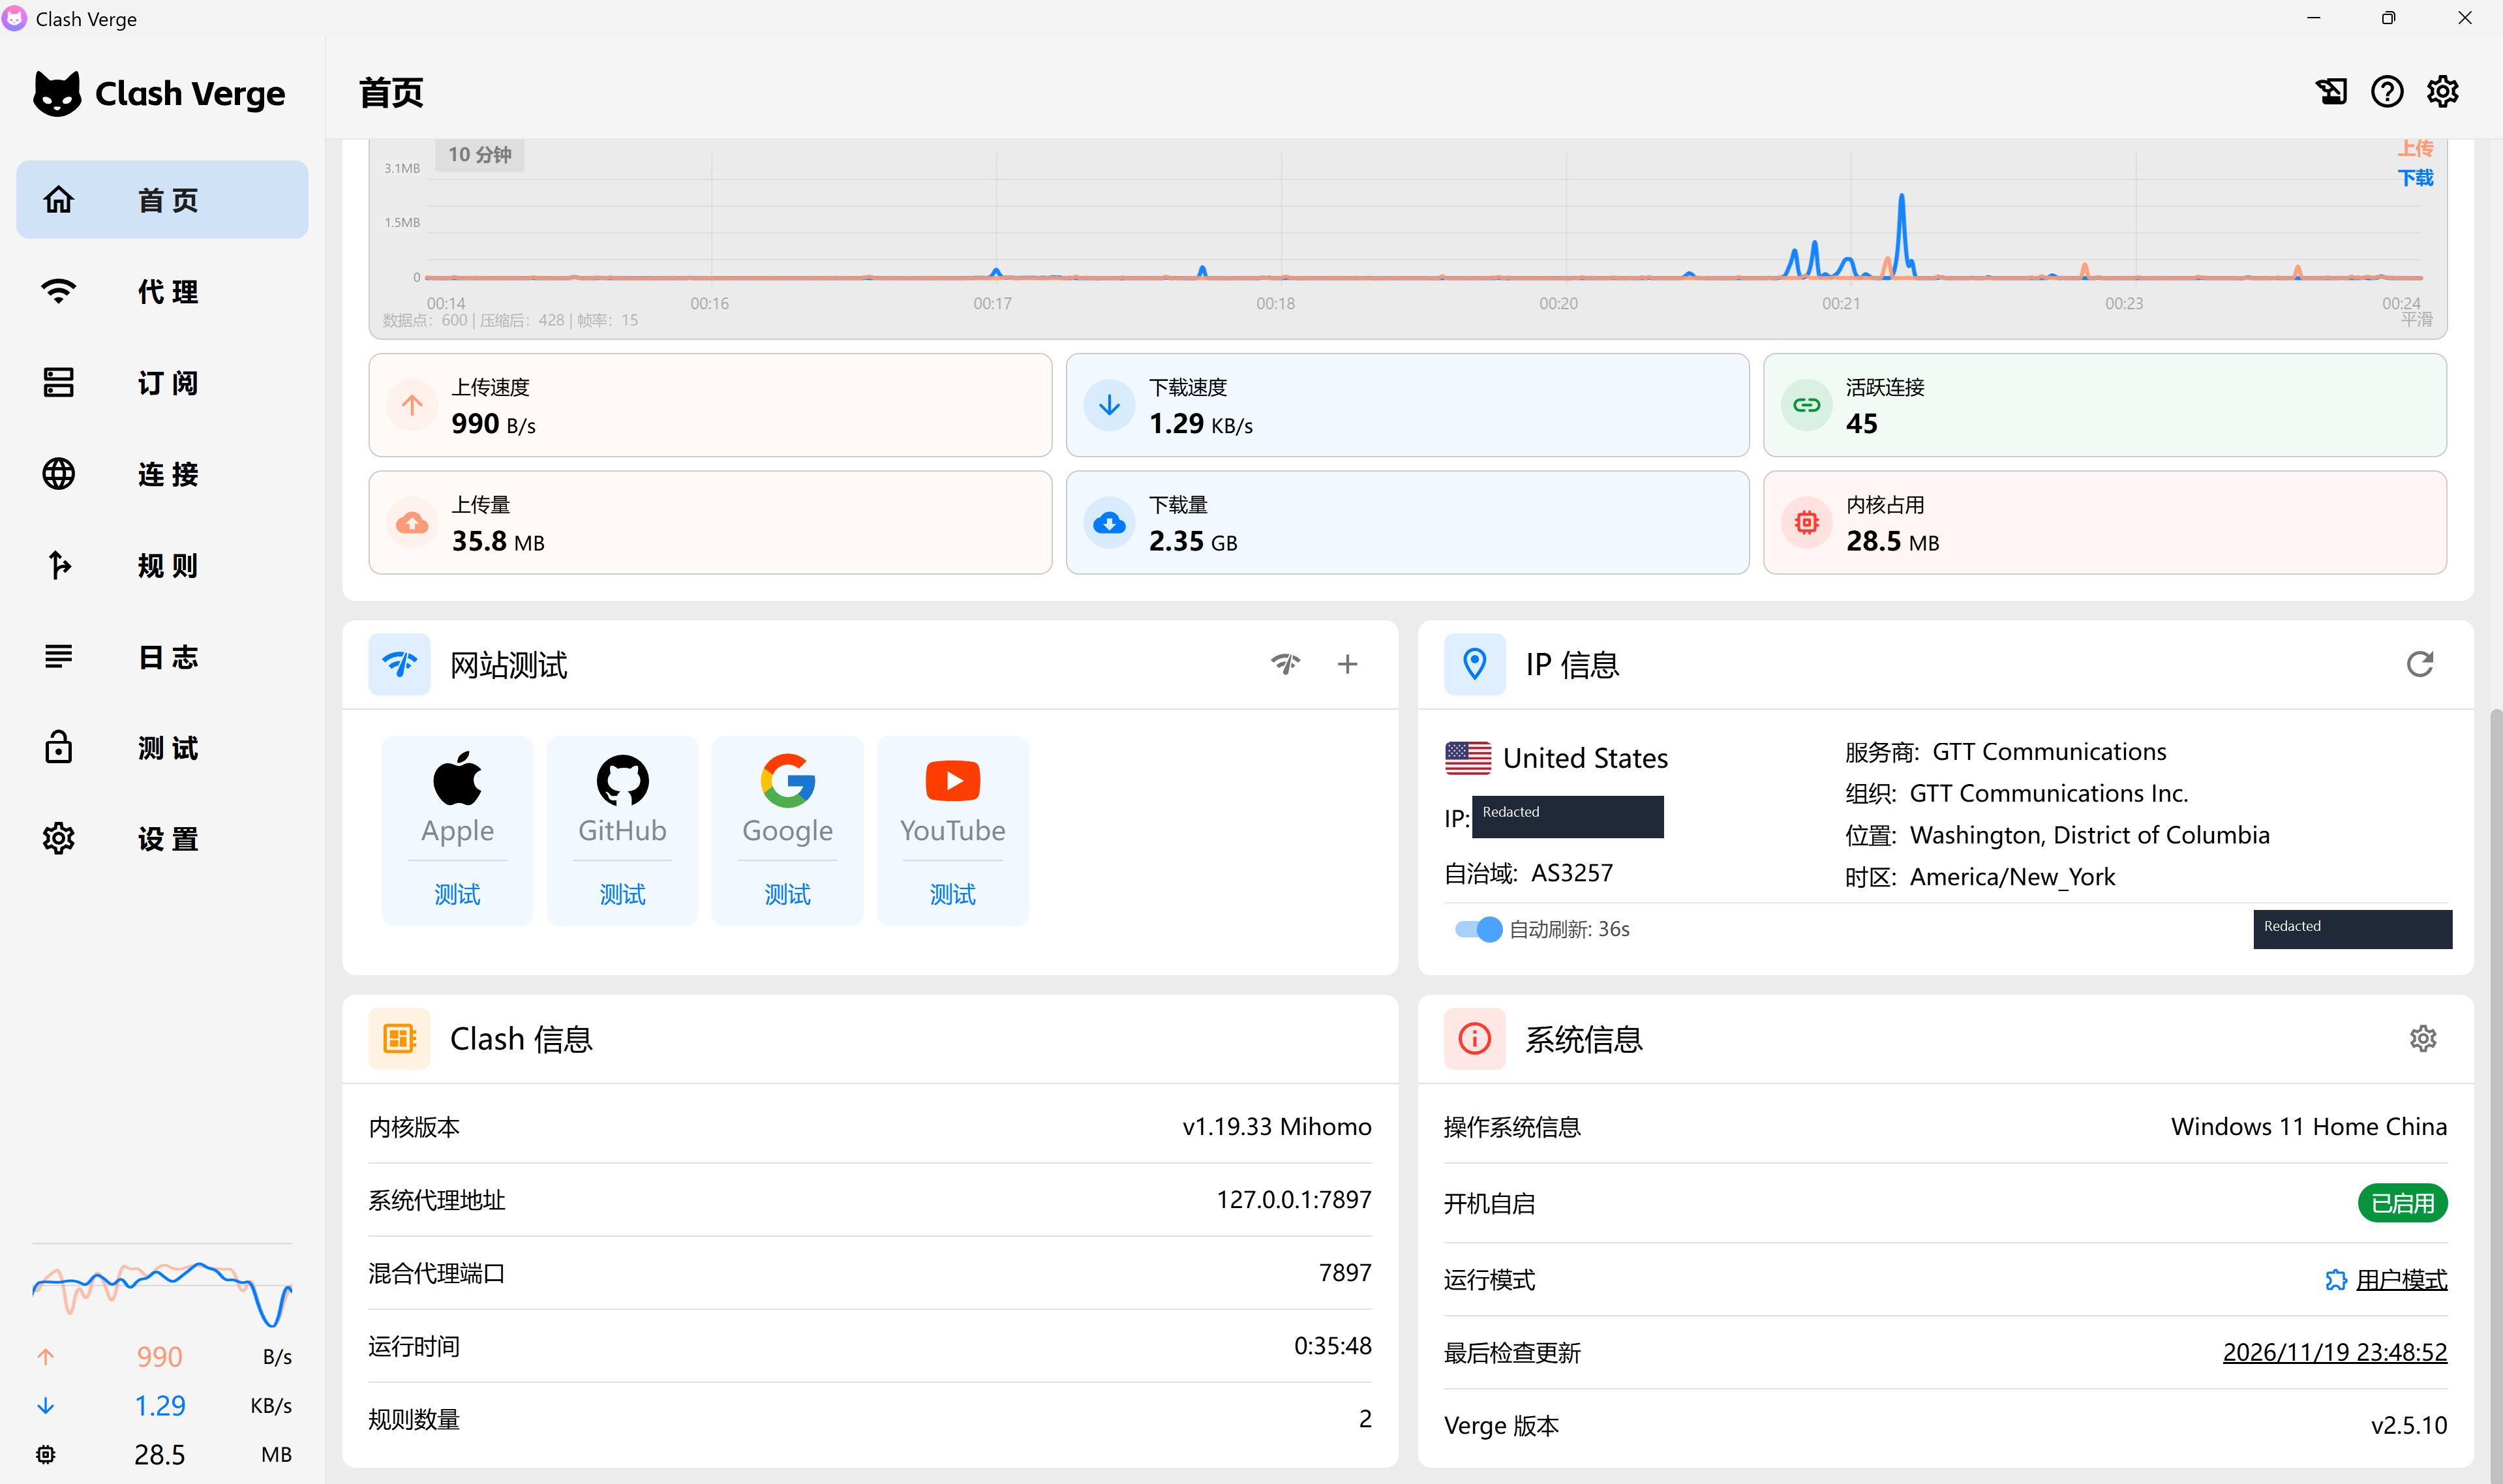 Clash Verge
Clash Verge
首页
首 页
代 理
订 阅
连 接
规 则
日 志
测 试
设 置
990 B/s
1.29 KB/s
28.5 MB
10 分钟
上传
下载
3.1MB
1.5MB
0
00:14 00:16 00:17 00:18 00:20 00:21 00:23 00:24
数据点：600 | 压缩后：428 | 帧率：15
平滑
上传速度
990 B/s
下载速度
1.29 KB/s
活跃连接
45
上传量
35.8 MB
下载量
2.35 GB
内核占用
28.5 MB
网站测试
Apple
测试
GitHub
测试
Google
测试
YouTube
测试
IP 信息
United States
IP: Redacted
自治域: AS3257
服务商: GTT Communications
组织: GTT Communications Inc.
位置: Washington, District of Columbia
时区: America/New_York
自动刷新: 36s
Redacted
Clash 信息
内核版本 v1.19.33 Mihomo
系统代理地址 127.0.0.1:7897
混合代理端口 7897
运行时间 0:35:48
规则数量 2
系统信息
操作系统信息 Windows 11 Home China
开机自启 已启用
运行模式 用户模式
最后检查更新 2026/11/19 23:48:52
Verge 版本 v2.5.10